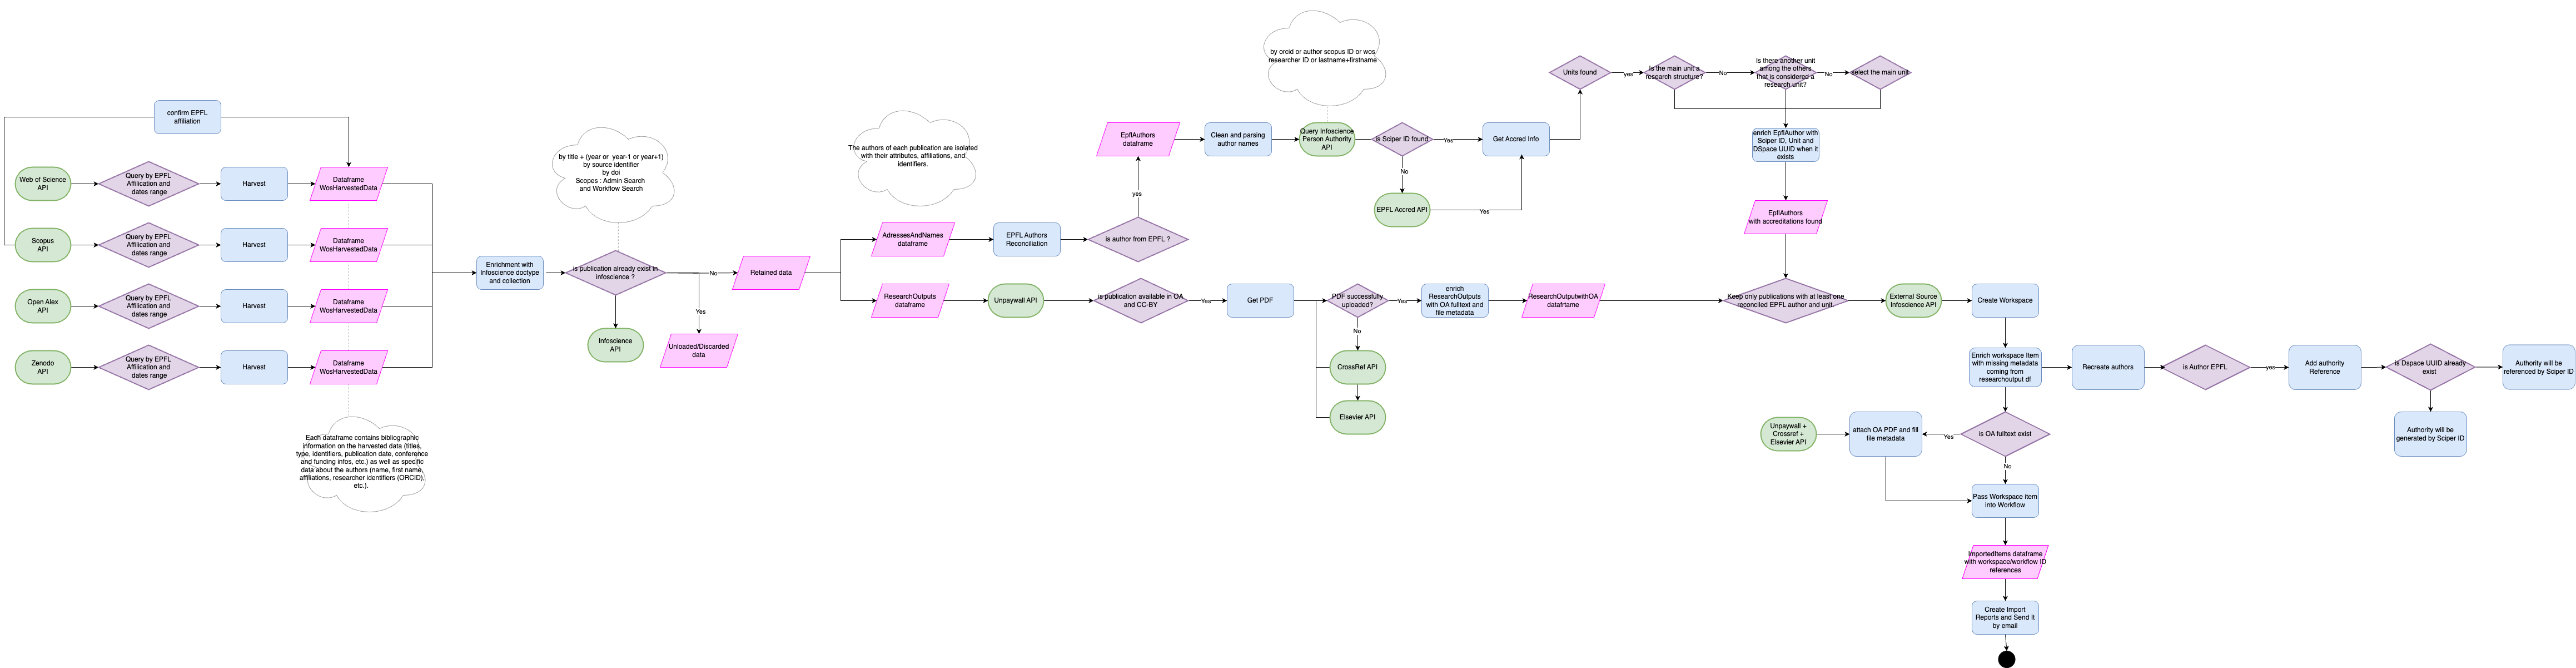 confirm EPFL
affiliation
Web of Science
API
Query by EPFL
Affilication and
dates range
Harvest
Dataframe
WosHarvestedData
Scopus
API
Query by EPFL
Affilication and
dates range
Harvest
Dataframe
WosHarvestedData
Open Alex
API
Query by EPFL
Affilication and
dates range
Harvest
Dataframe
WosHarvestedData
Zenodo
API
Query by EPFL
Affilication and
dates range
Harvest
Dataframe
WosHarvestedData
Each dataframe contains bibliographic
information on the harvested data (titles,
type, identifiers, publication date, conference
and funding infos, etc.) as well as specific
data about the authors (name, first name,
affiliations, researcher identifiers (ORCID),
etc.).
Enrichment with
Infoscience doctype
and collection
by title + (year or year-1 or year+1)
by source identifier
by doi
Scopes : Admin Search
and Workflow Search
is publication already exist in
infoscience ?
Infoscience
API
No
Yes
Unloaded/Discarded
data
Retained data
The authors of each publication are isolated
with their attributes, affiliations, and
identifiers.
AdressesAndNames
dataframe
EPFL Authors
Reconciliation
is author from EPFL ?
yes
EpflAuthors
dataframe
Clean and parsing
author names
by orcid or author scopus ID or wos
researcher ID or lastname+firstname
Query Infoscience
Person Authority
API
is Sciper ID found
Yes
No
EPFL Accred API
Yes
Get Accred Info
Units found
yes
Is the main unit a
research structure?
No
Is there another unit
among the others
that is considered a
research unit?
No
select the main unit
enrich EpflAuthor with
Sciper ID, Unit and
DSpace UUID when it
exists
EpflAuthors
with accreditations found
ResearchOutputs
dataframe
Unpaywall API
is publication available in OA
and CC-BY
Yes
Get PDF
PDF successfully
uploaded?
Yes
No
CrossRef API
Elsevier API
enrich
ResearchOutputs
with OA fulltext and
file metadata
ResearchOutputwithOA
dataftrame
Keep only publications with at least one
reconciled EPFL author and unit
External Source
Infoscience API
Create Workspace
Enrich workspace Item
with missing metadata
coming from
researchoutput df
Recreate authors
is Author EPFL
yes
Add authority
Reference
is Dspace UUID already
exist
Authority will be
referenced by Sciper ID
Authority will be
generated by Sciper ID
Unpaywall +
Crossref +
Elsevier API
attach OA PDF and fill
file metadata
Yes
is OA fulltext exist
No
Pass Workspace item
into Workflow
ImportedItems dataframe
with workspace/workflow ID
references
Create Import
Reports and Send It
by email